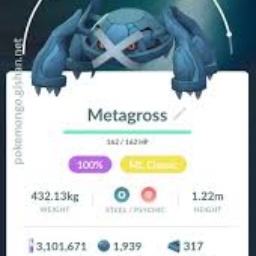 pokemongo.gishan.net
Metagross
162 / 162 HP
100% ML Classic
432.13kg 1.22m
WEIGHT STEEL / PSYCHIC HEIGHT
3,101,671 1,939 317